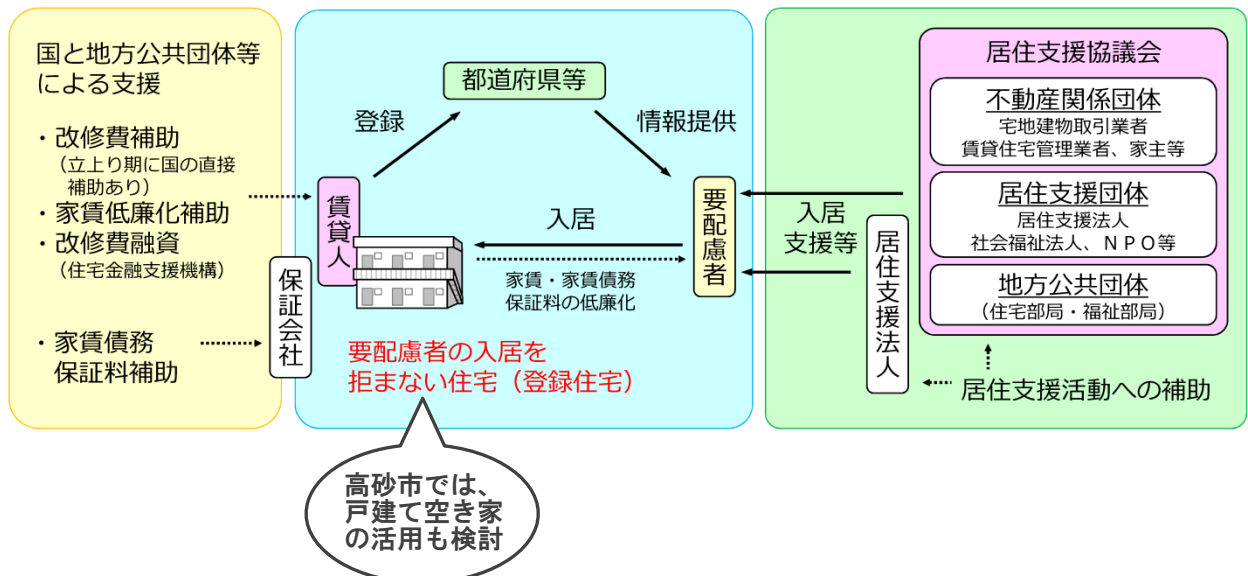 国と地方公共団体等
による支援
・改修費補助
（立上り期に国の直接
補助あり）
・家賃低廉化補助
・改修費融資
（住宅金融支援機構）
・家賃債務
保証料補助
保証会社
都道府県等
登録
情報提供
賃貸人
入居
家賃・家賃債務
保証料の低廉化
要配慮者
要配慮者の入居を
拒まない住宅（登録住宅）
高砂市では、
戸建て空き家
の活用も検討
入居
支援等
居住支援法人
居住支援協議会
不動産関係団体
宅地建物取引業者
賃貸住宅管理業者、家主等
居住支援団体
居住支援法人
社会福祉法人、ＮＰＯ等
地方公共団体
（住宅部局・福祉部局）
居住支援活動への補助